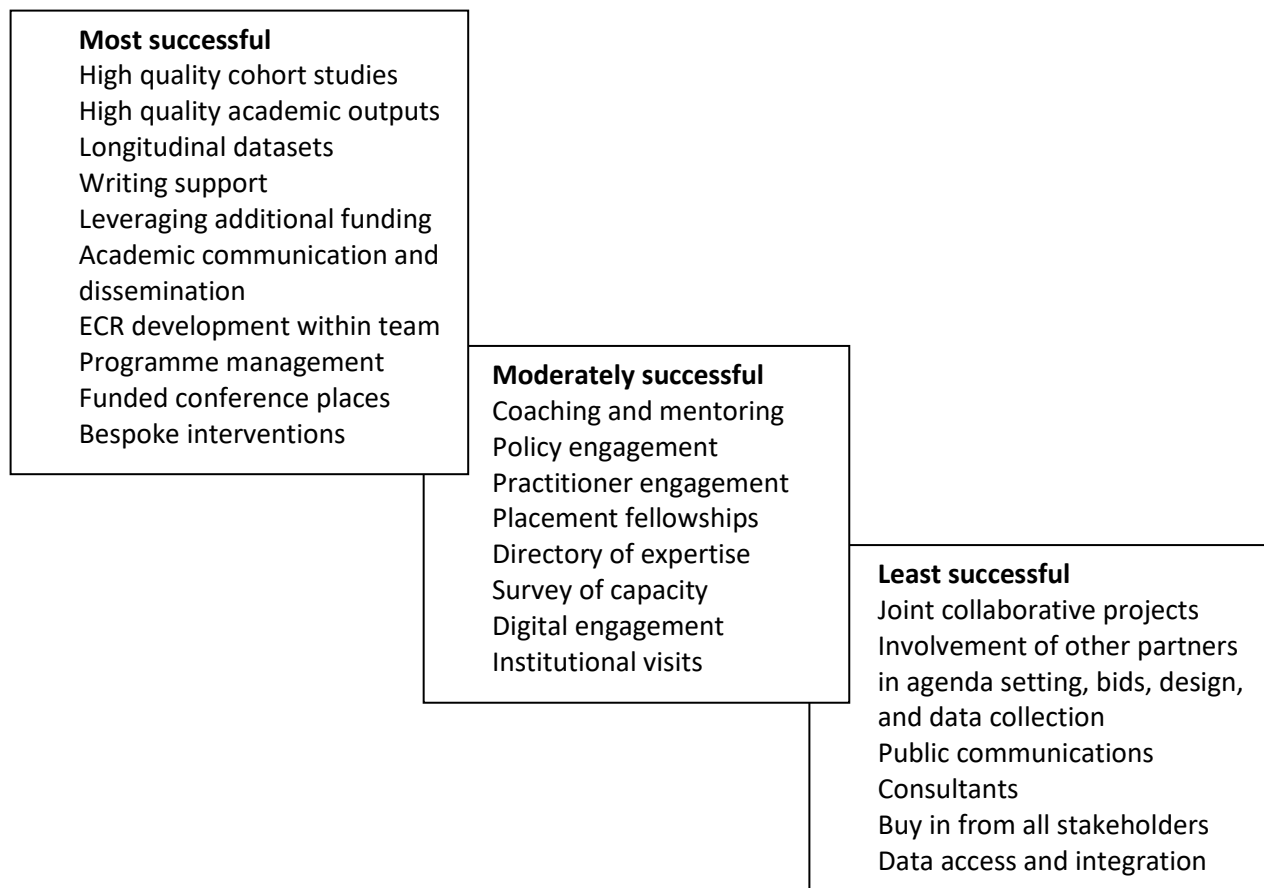 Most successful
High quality cohort studies
High quality academic outputs
Longitudinal datasets
Writing support
Leveraging additional funding
Academic communication and
dissemination
ECR development within team
Programme management
Funded conference places
Bespoke interventions
Moderately successful
Coaching and mentoring
Policy engagement
Practitioner engagement
Placement fellowships
Directory of expertise
Survey of capacity
Digital engagement
Institutional visits
Least successful
Joint collaborative projects
Involvement of other partners
in agenda setting, bids, design,
and data collection
Public communications
Consultants
Buy in from all stakeholders
Data access and integration